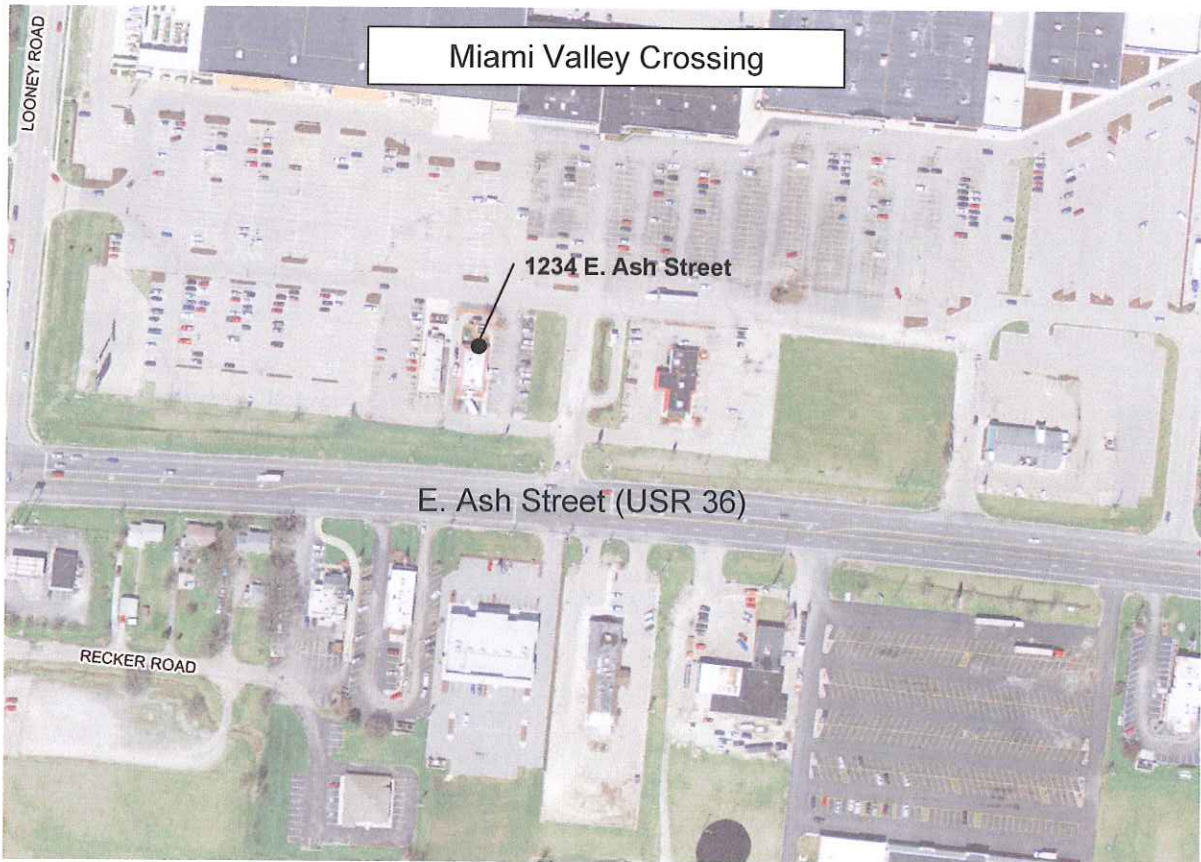 Miami Valley Crossing
LOONEY ROAD
1234 E. Ash Street
E. Ash Street (USR 36)
RECKER ROAD